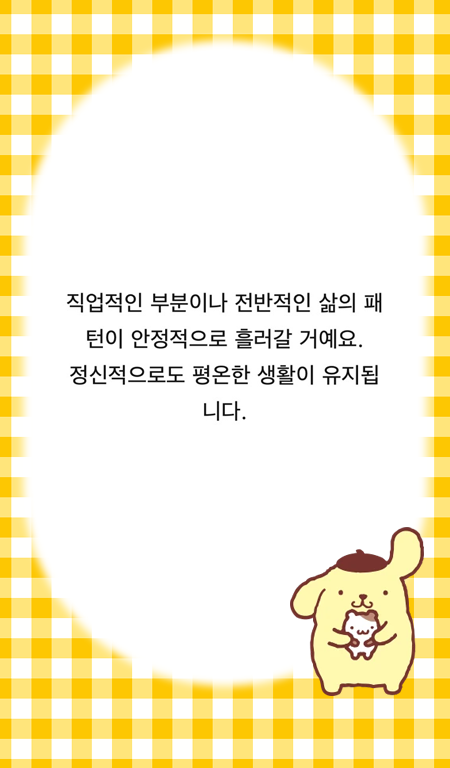 직업적인 부분이나 전반적인 삶의 패
턴이 안정적으로 흘러갈 거예요.
정신적으로도 평온한 생활이 유지됩
니다.